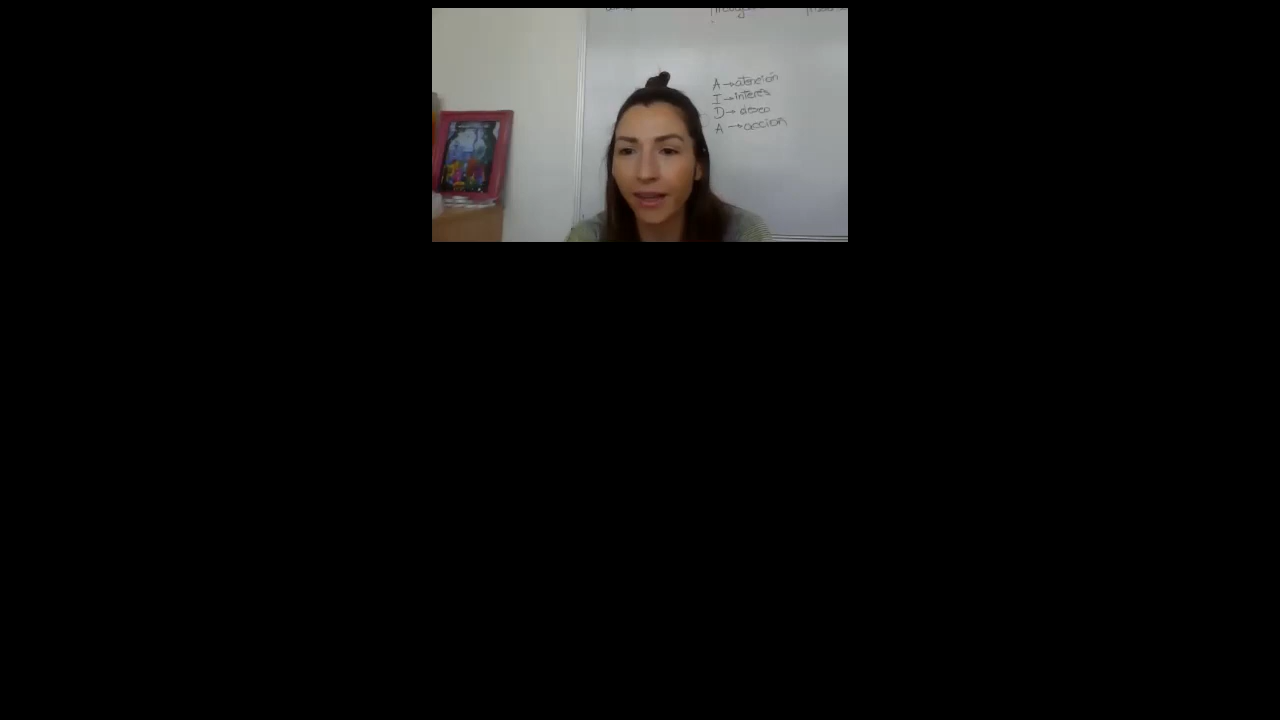 A → atención
I → interés
D → deseo
A → acción